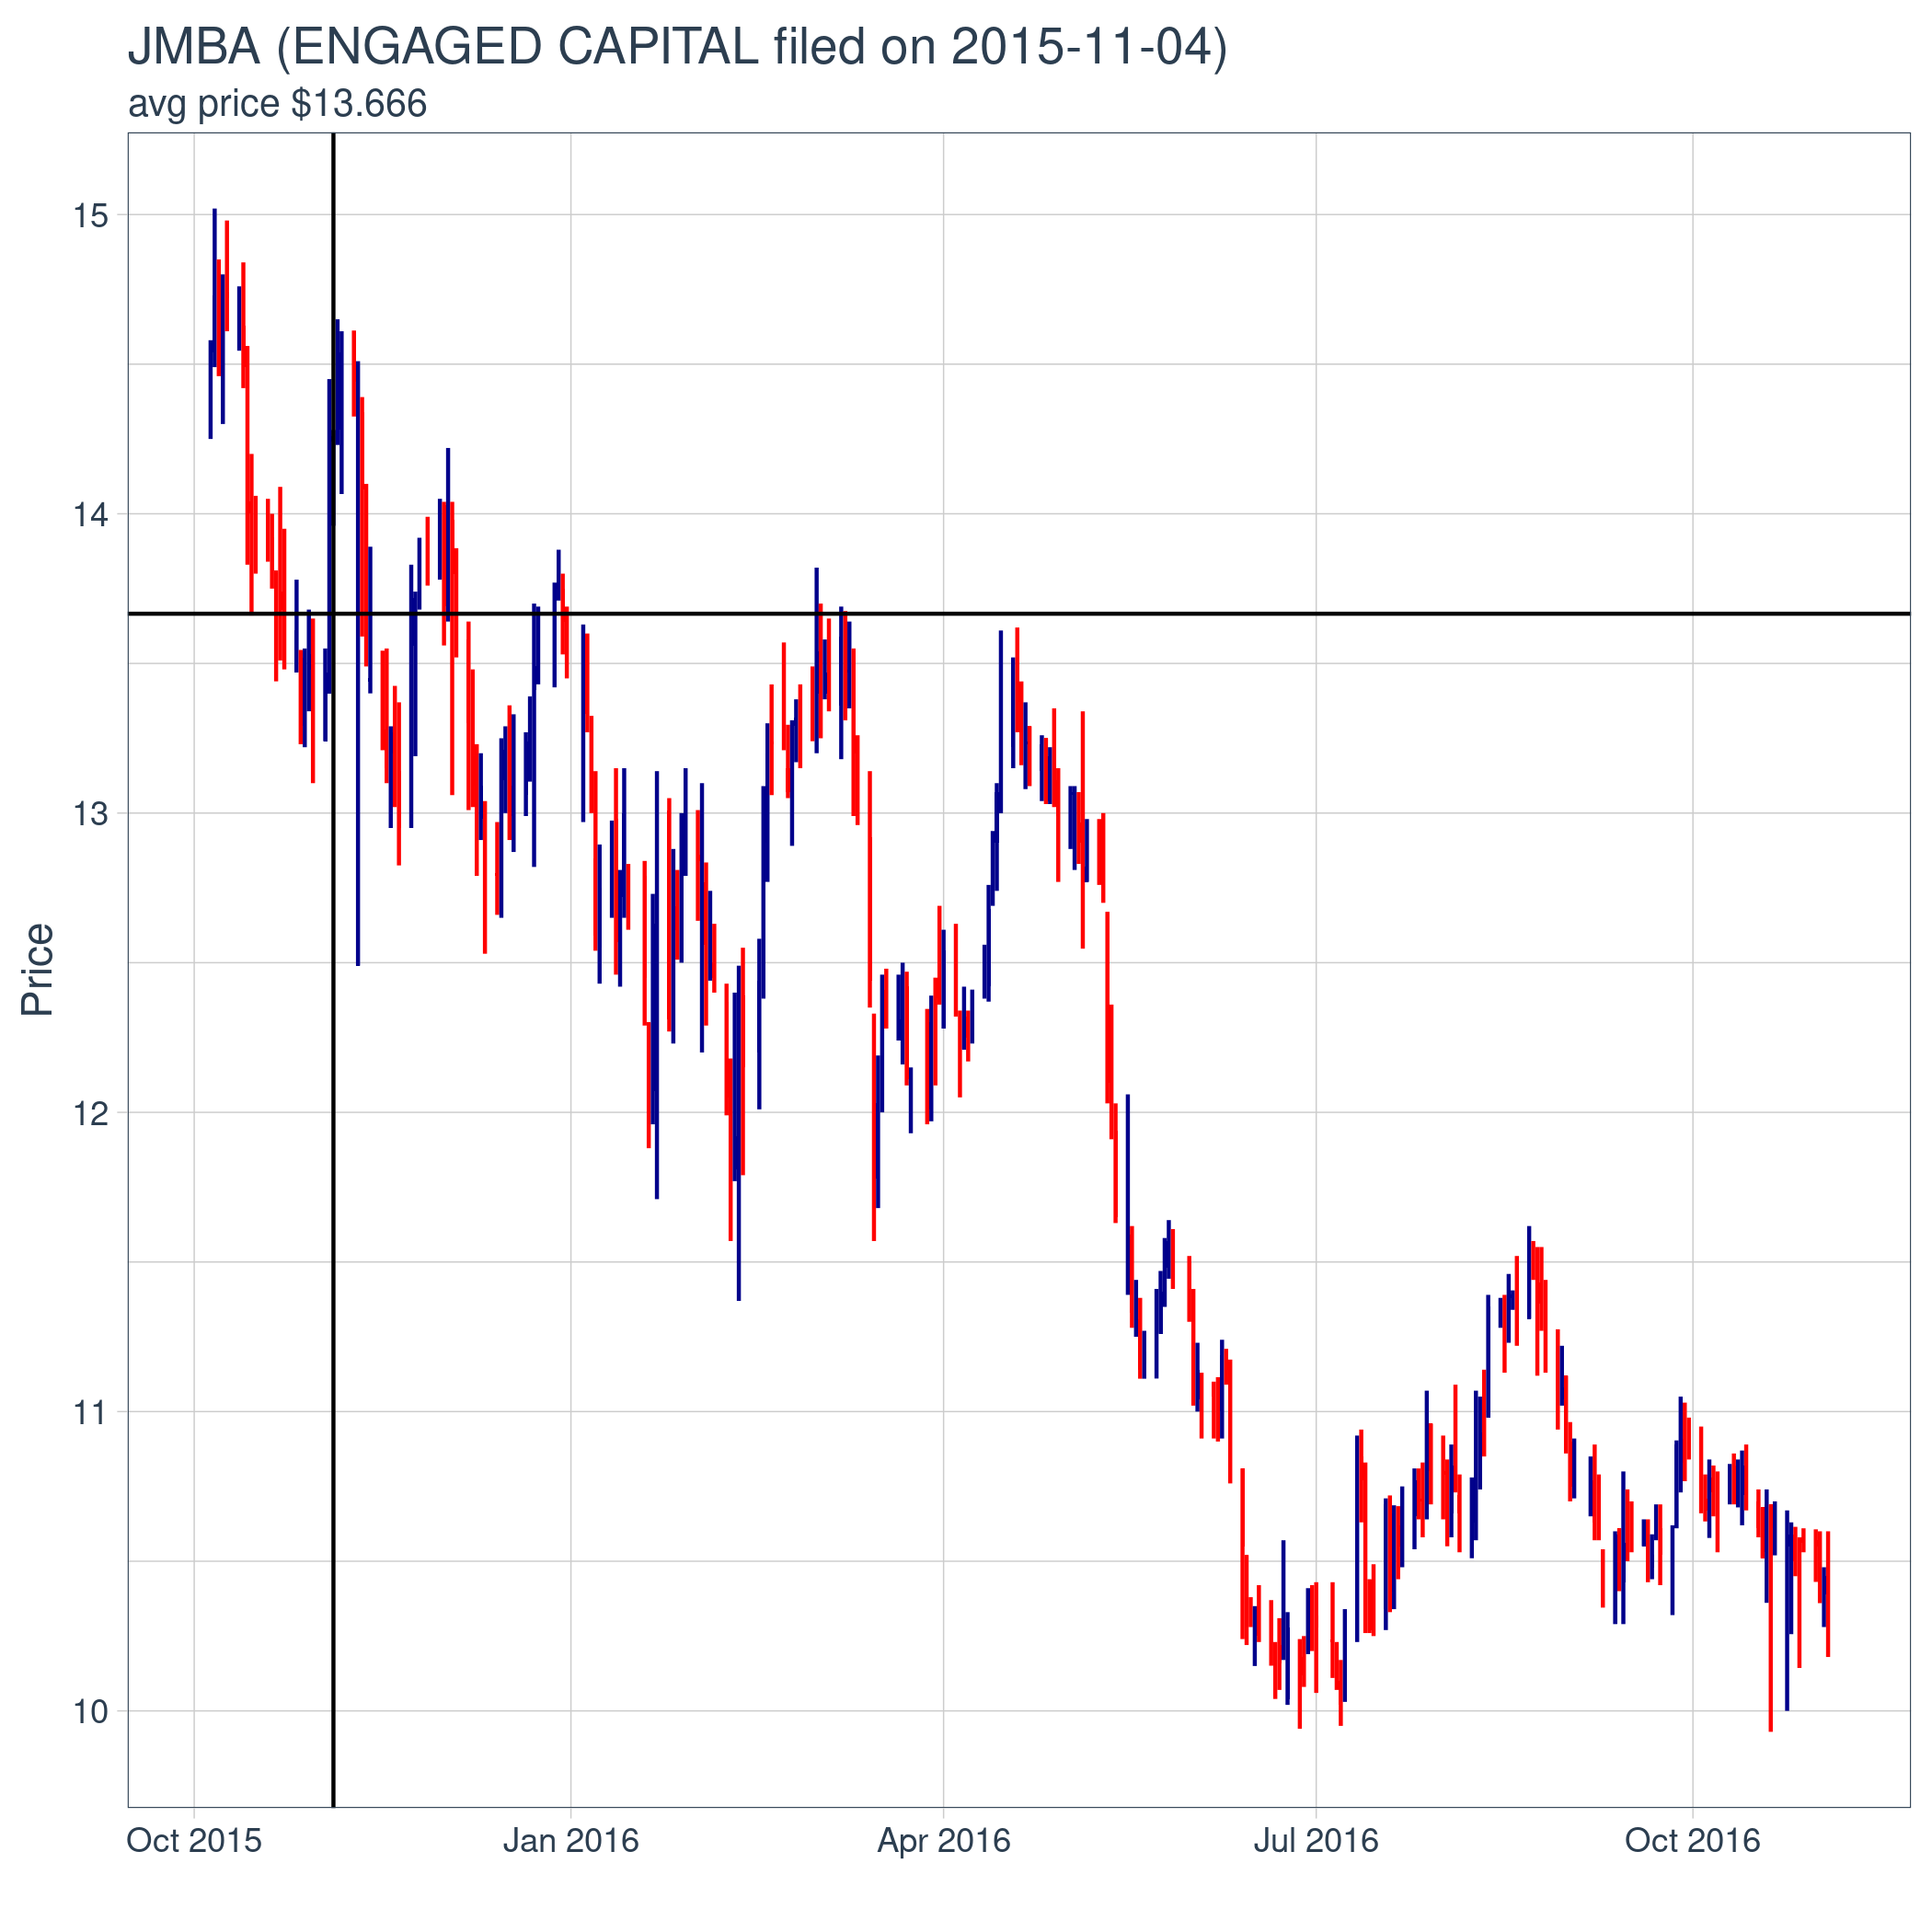 JMBA (ENGAGED CAPITAL filed on 2015-11-04)
avg price $13.666
15
14
13
12
11
10
Price
Oct 2015
Jan 2016
Apr 2016
Jul 2016
Oct 2016